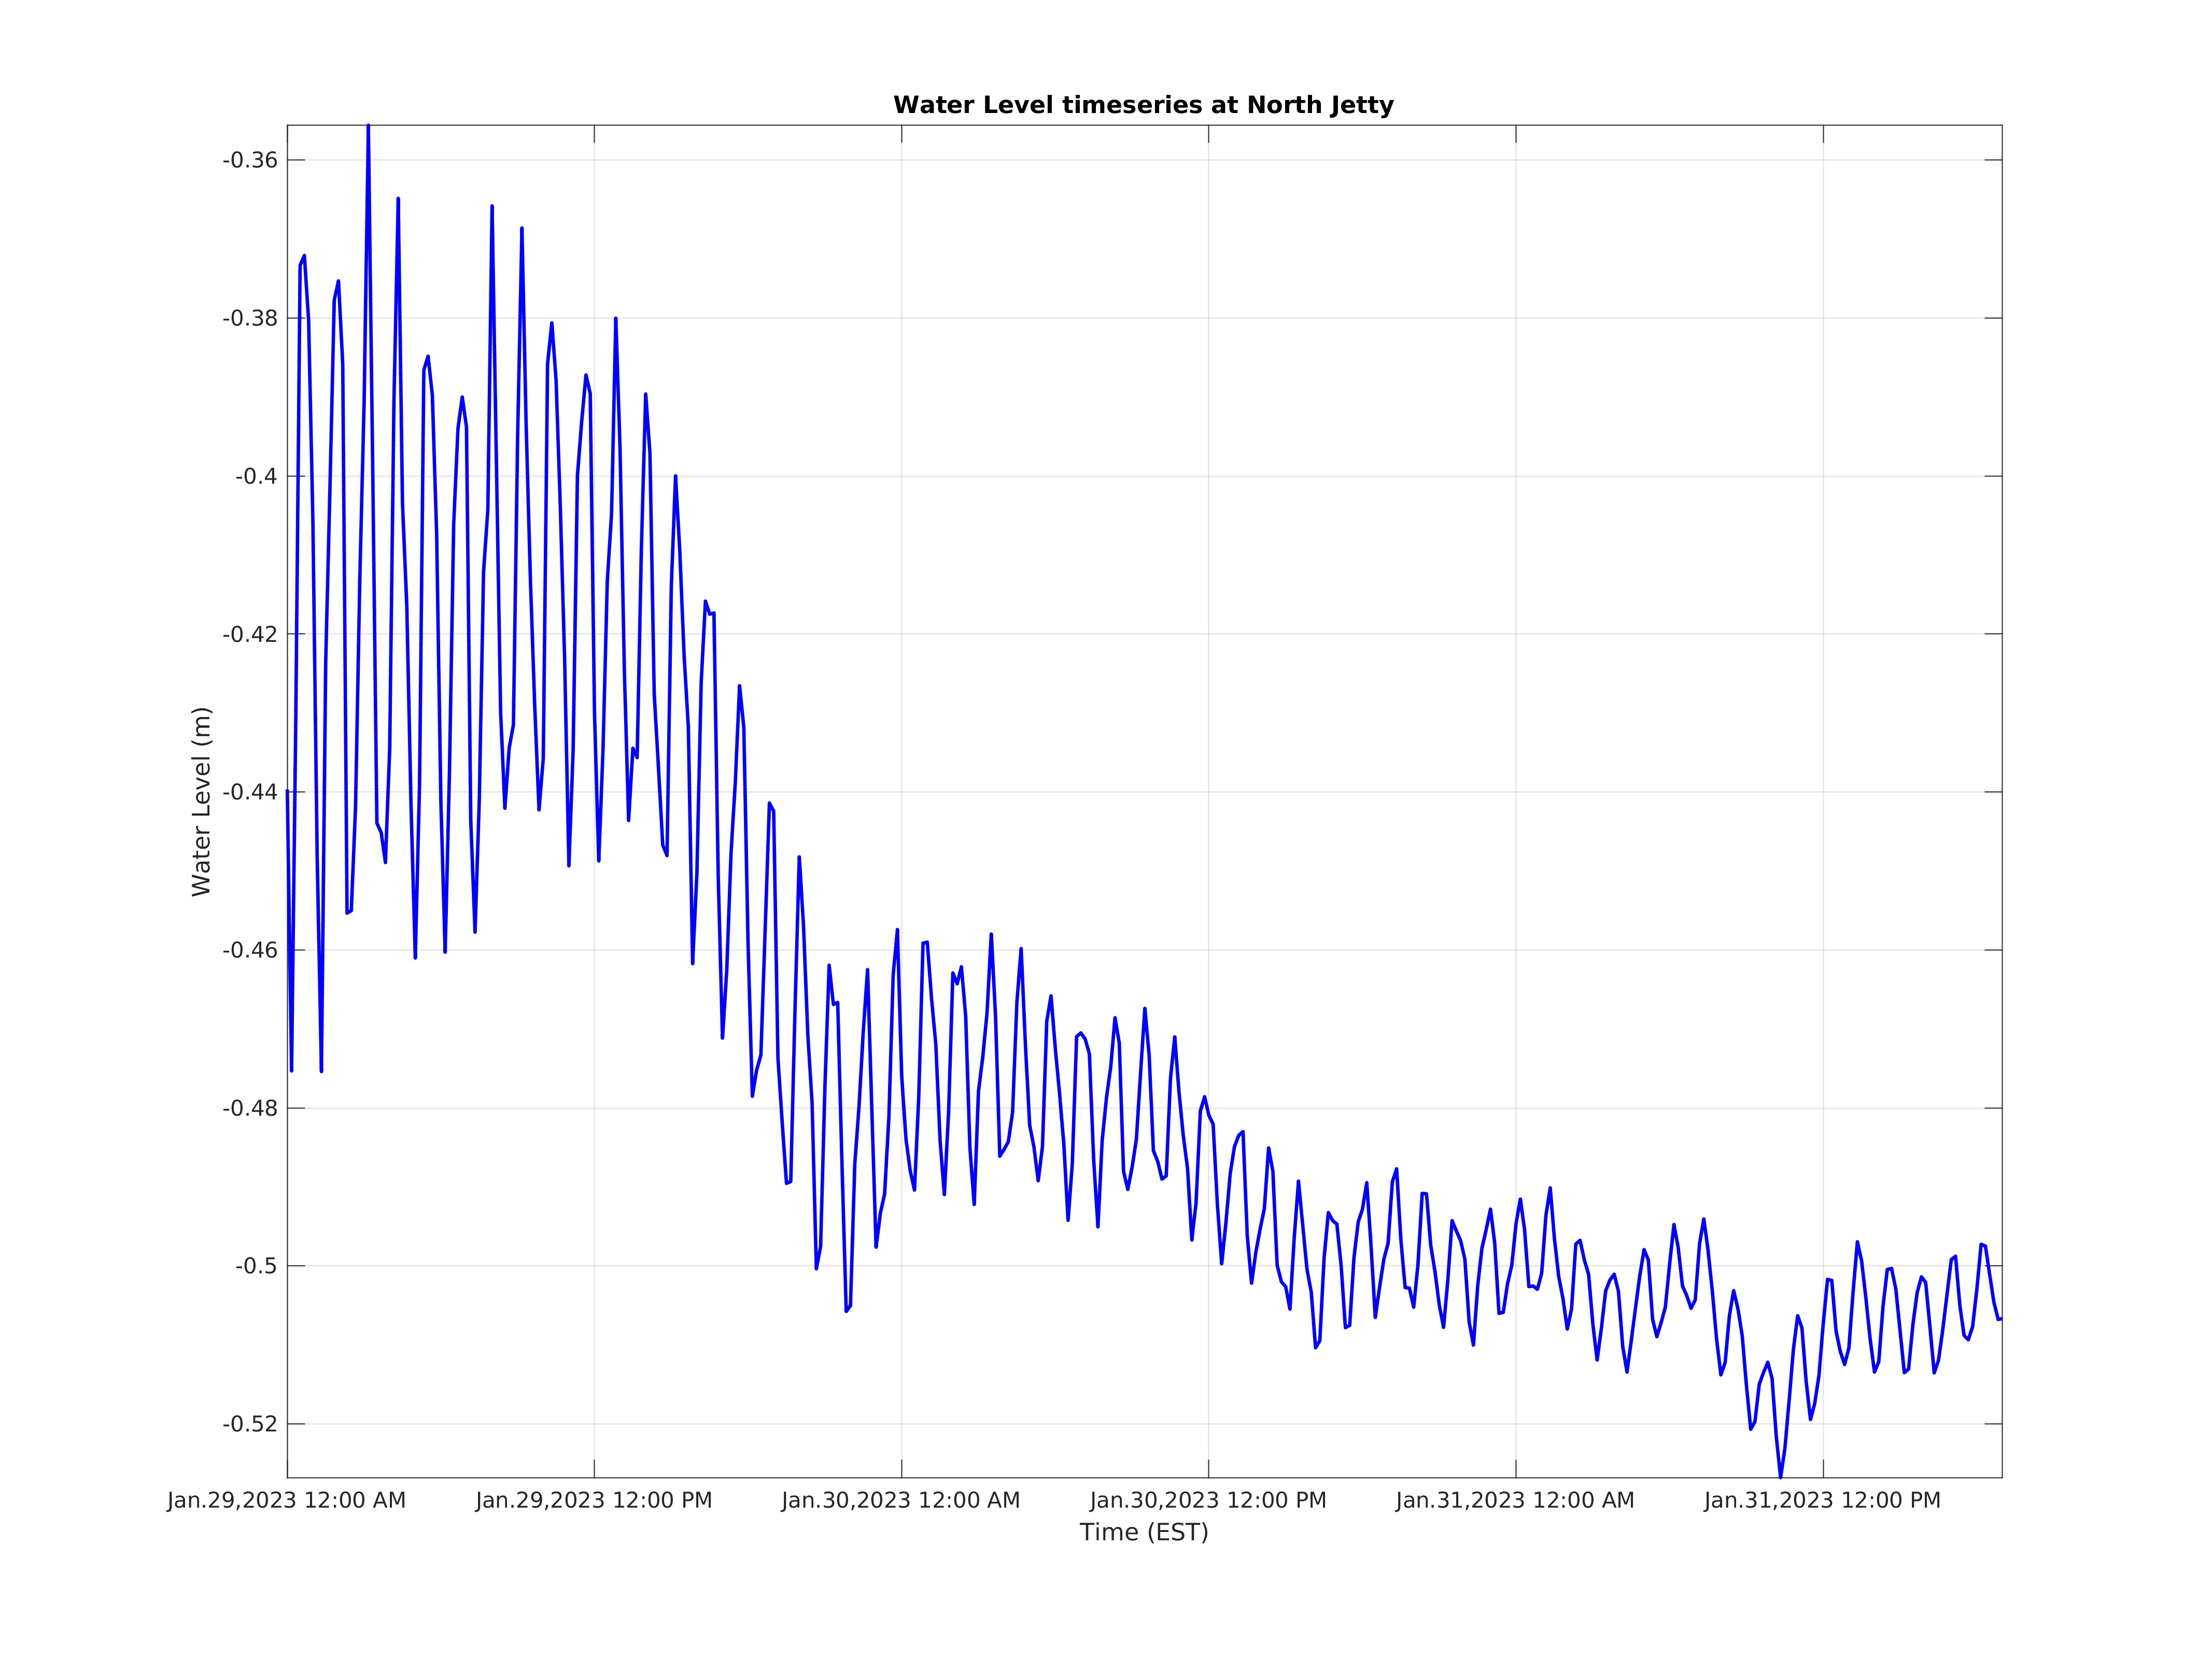 Water Level timeseries at North Jetty
-0.36
-0.38
-0.4
-0.42
-0.44
-0.46
-0.48
-0.5
-0.52
Water Level (m)
Jan.29,2023 12:00 AM
Jan.29,2023 12:00 PM
Jan.30,2023 12:00 AM
Jan.30,2023 12:00 PM
Jan.31,2023 12:00 AM
Jan.31,2023 12:00 PM
Time (EST)